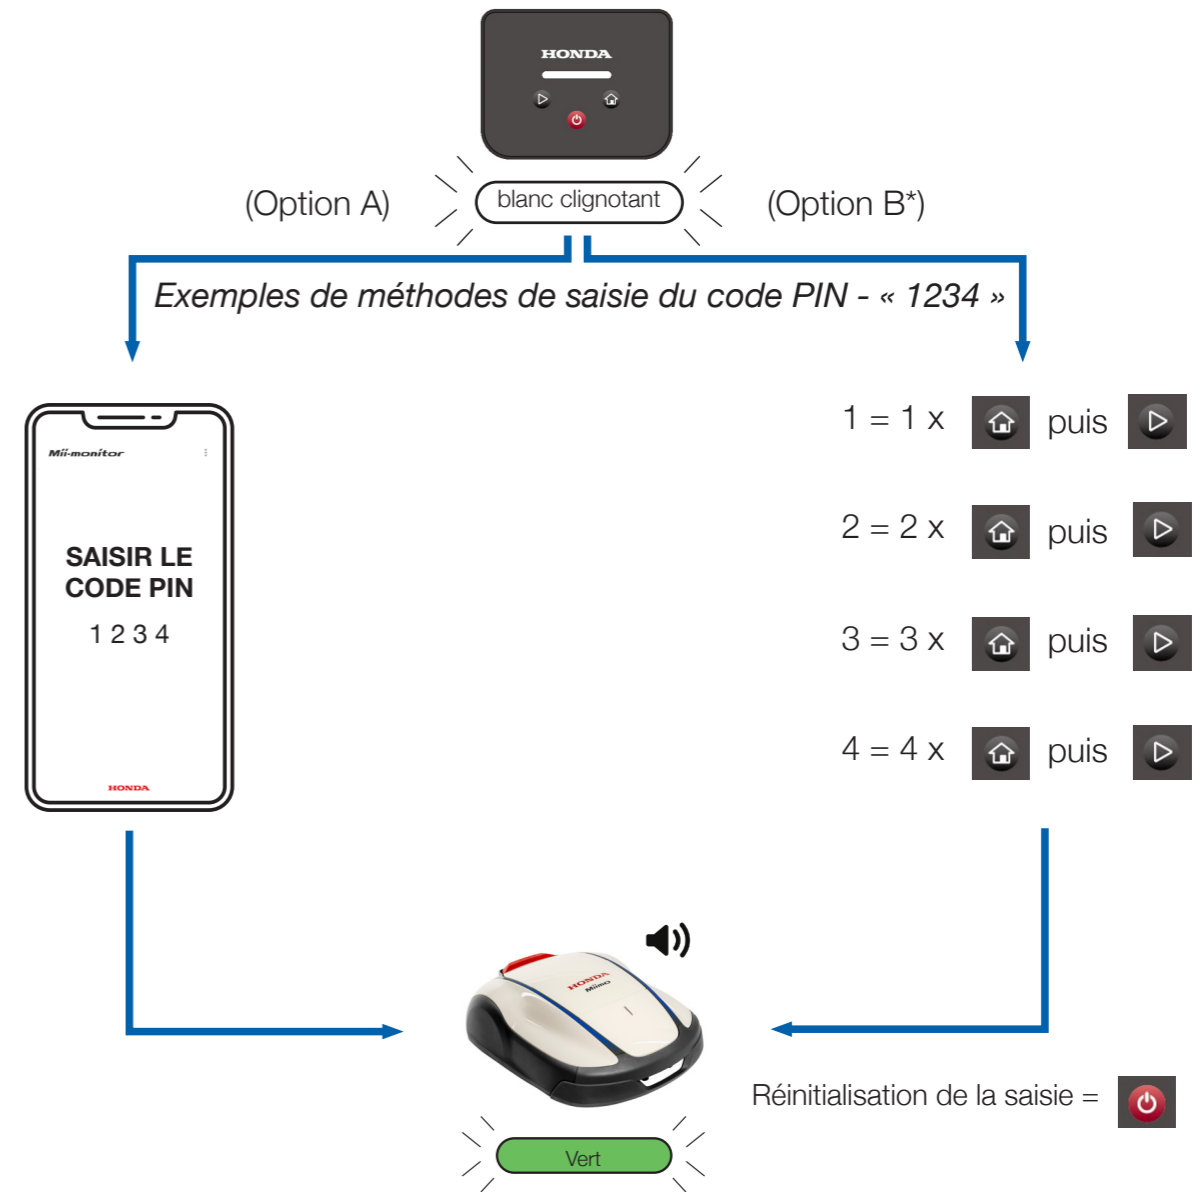 HONDA
(Option A)
blanc clignotant
(Option B*)
Exemples de méthodes de saisie du code PIN - « 1234 »
Mii-monitor
SAISIR LE
CODE PIN
1 2 3 4
HONDA
1 = 1 x puis
2 = 2 x puis
3 = 3 x puis
4 = 4 x puis
HONDA
Miimo
Réinitialisation de la saisie =
Vert